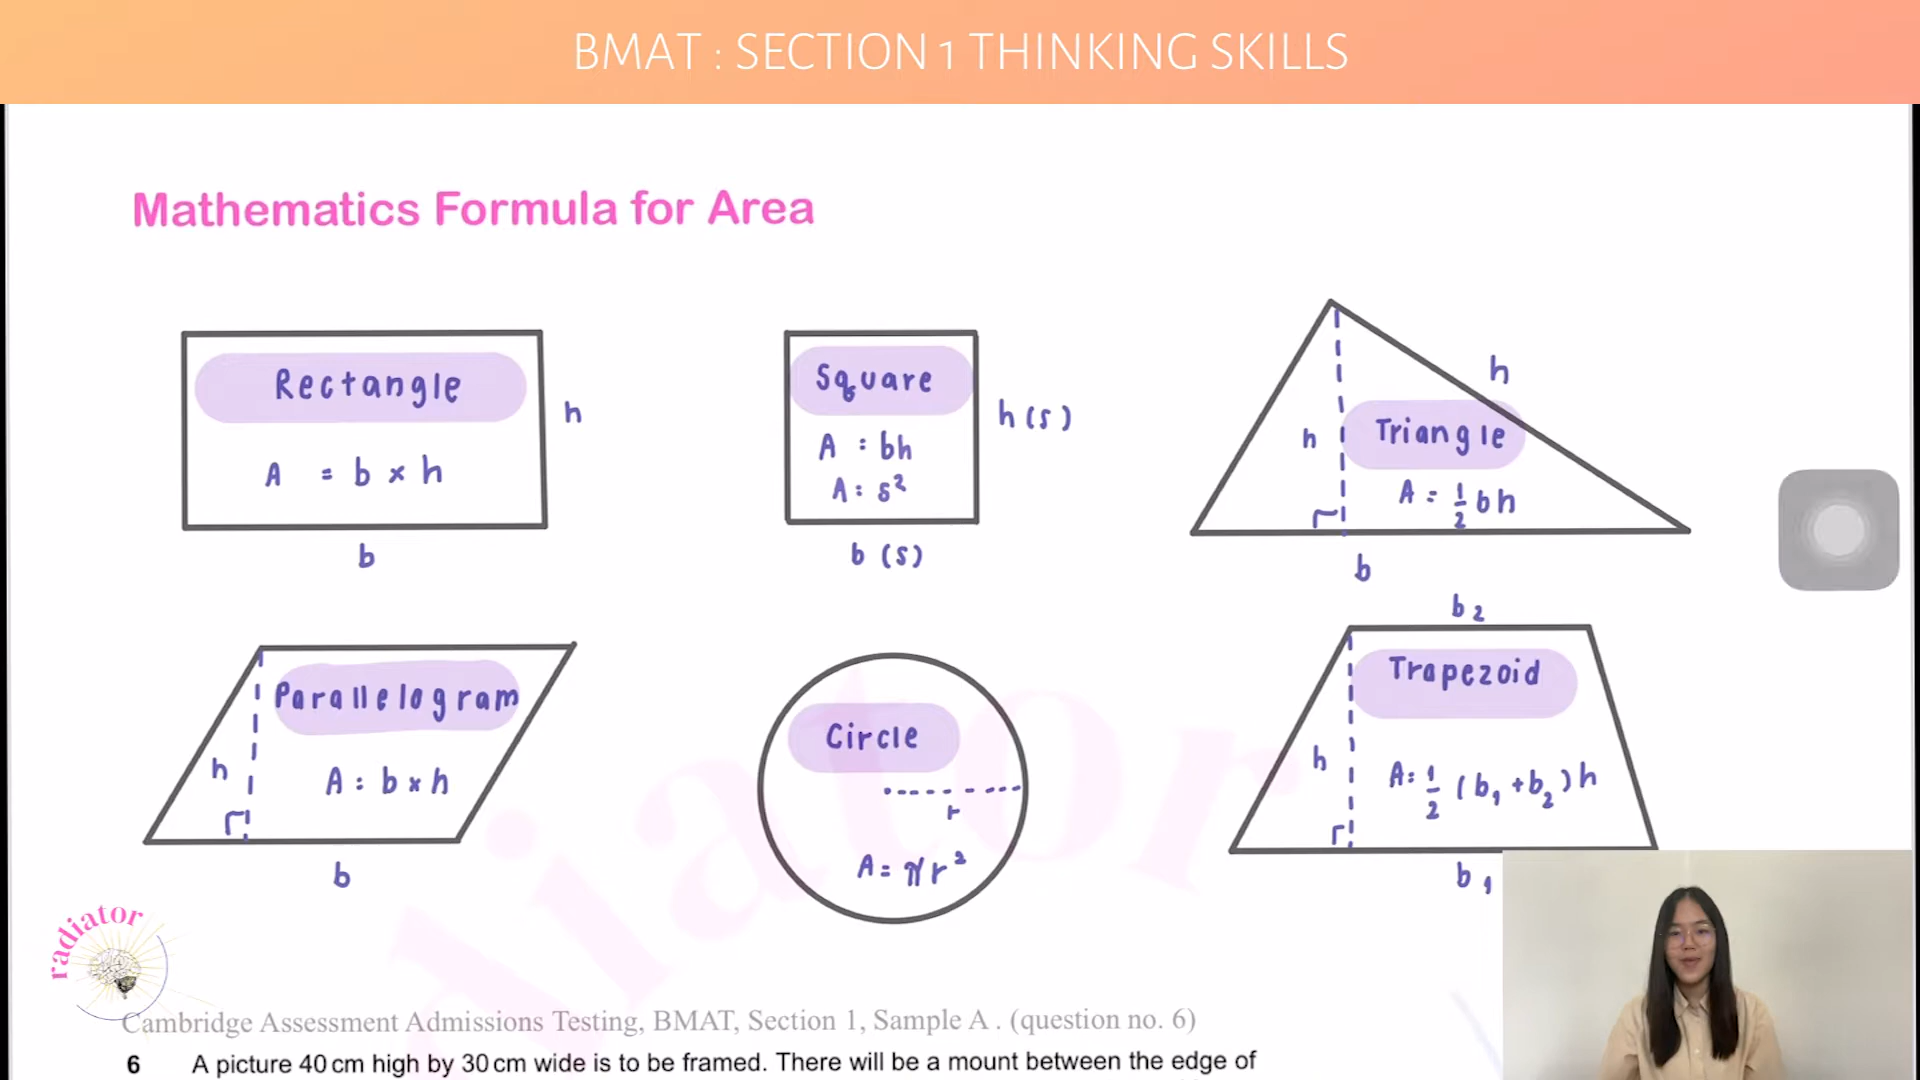 BMAT : SECTION 1 THINKING SKILLS
Mathematics Formula for Area
Rectangle
A = b × h
h
b
Square
A : bh
A : s²
h (s)
b (s)
h
h
Triangle
A = 1/2 bh
b
Parallelogram
h
A : b × h
b
Circle
r
A = πr²
b₂
Trapezoid
h
A = 1/2 (b₁ + b₂) h
b₁
radiator
radiator
Cambridge Assessment Admissions Testing, BMAT, Section 1, Sample A . (question no. 6)
6 A picture 40 cm high by 30 cm wide is to be framed. There will be a mount between the edge of